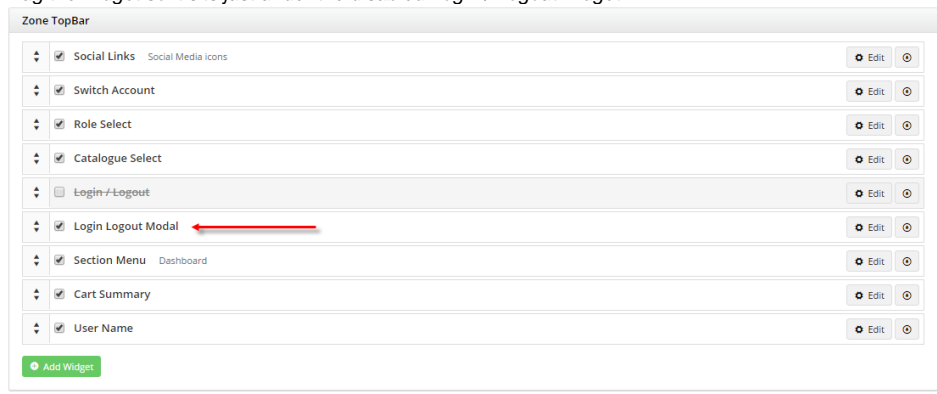 Zone TopBar
Social Links Social Media icons Edit
Switch Account Edit
Role Select Edit
Catalogue Select Edit
Login / Logout Edit
Login Logout Modal Edit
Section Menu Dashboard Edit
Cart Summary Edit
User Name Edit
Add Widget